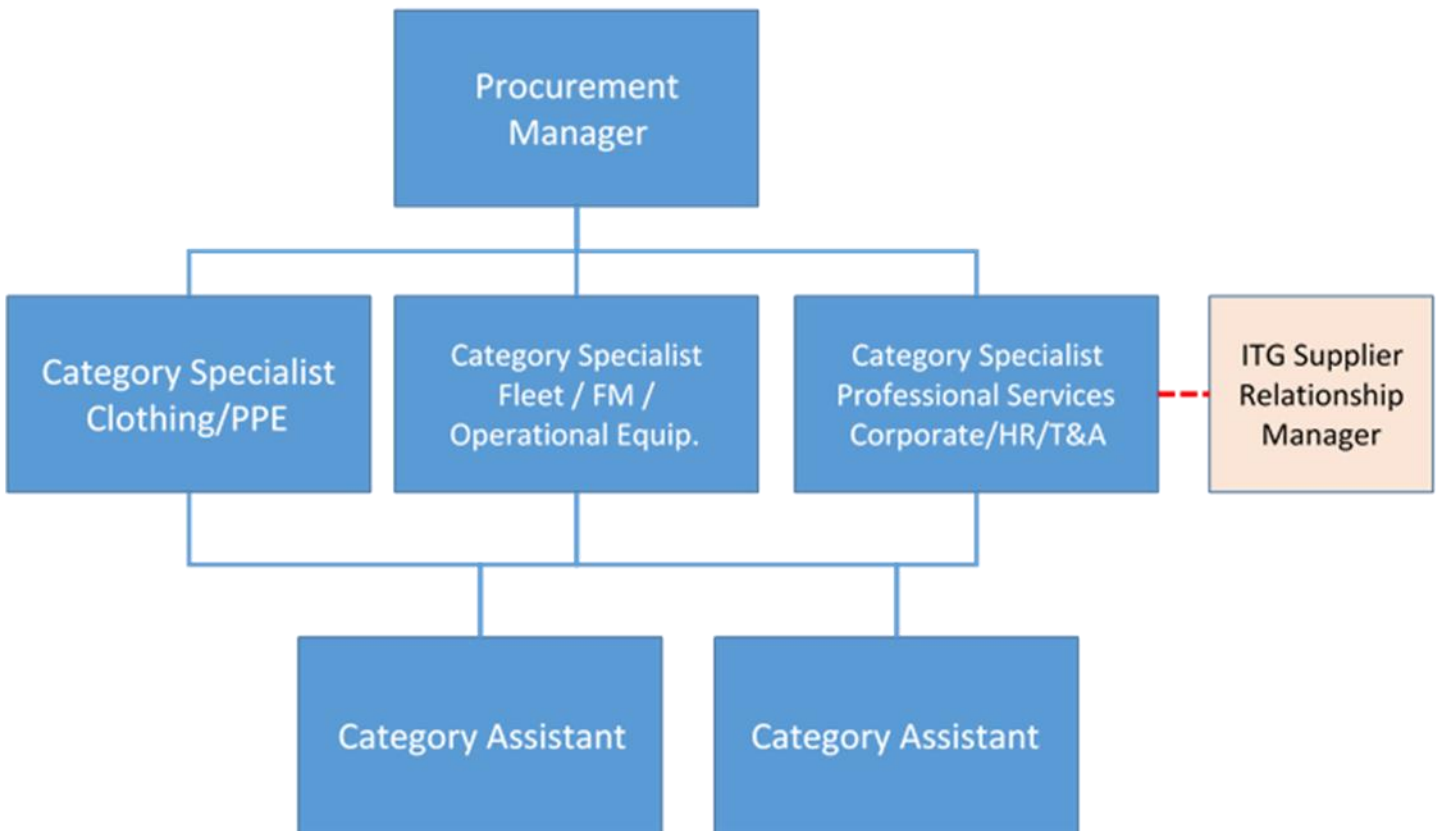 Procurement
Manager
Category Specialist
Clothing/PPE
Category Specialist
Fleet / FM /
Operational Equip.
Category Specialist
Professional Services
Corporate/HR/T&A
ITG Supplier
Relationship
Manager
Category Assistant
Category Assistant